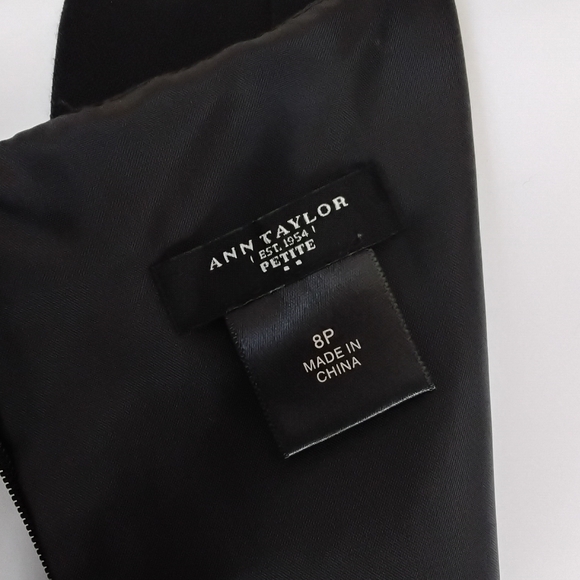 ANN TAYLOR
EST. 1954
PETITE
8P
MADE IN
CHINA